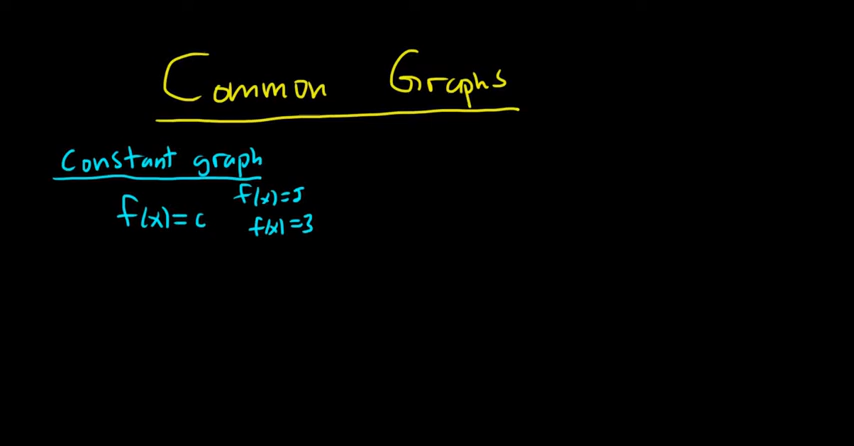 Common Graphs
Constant graph
f(x)=5
f(x)=c
f(x)=3